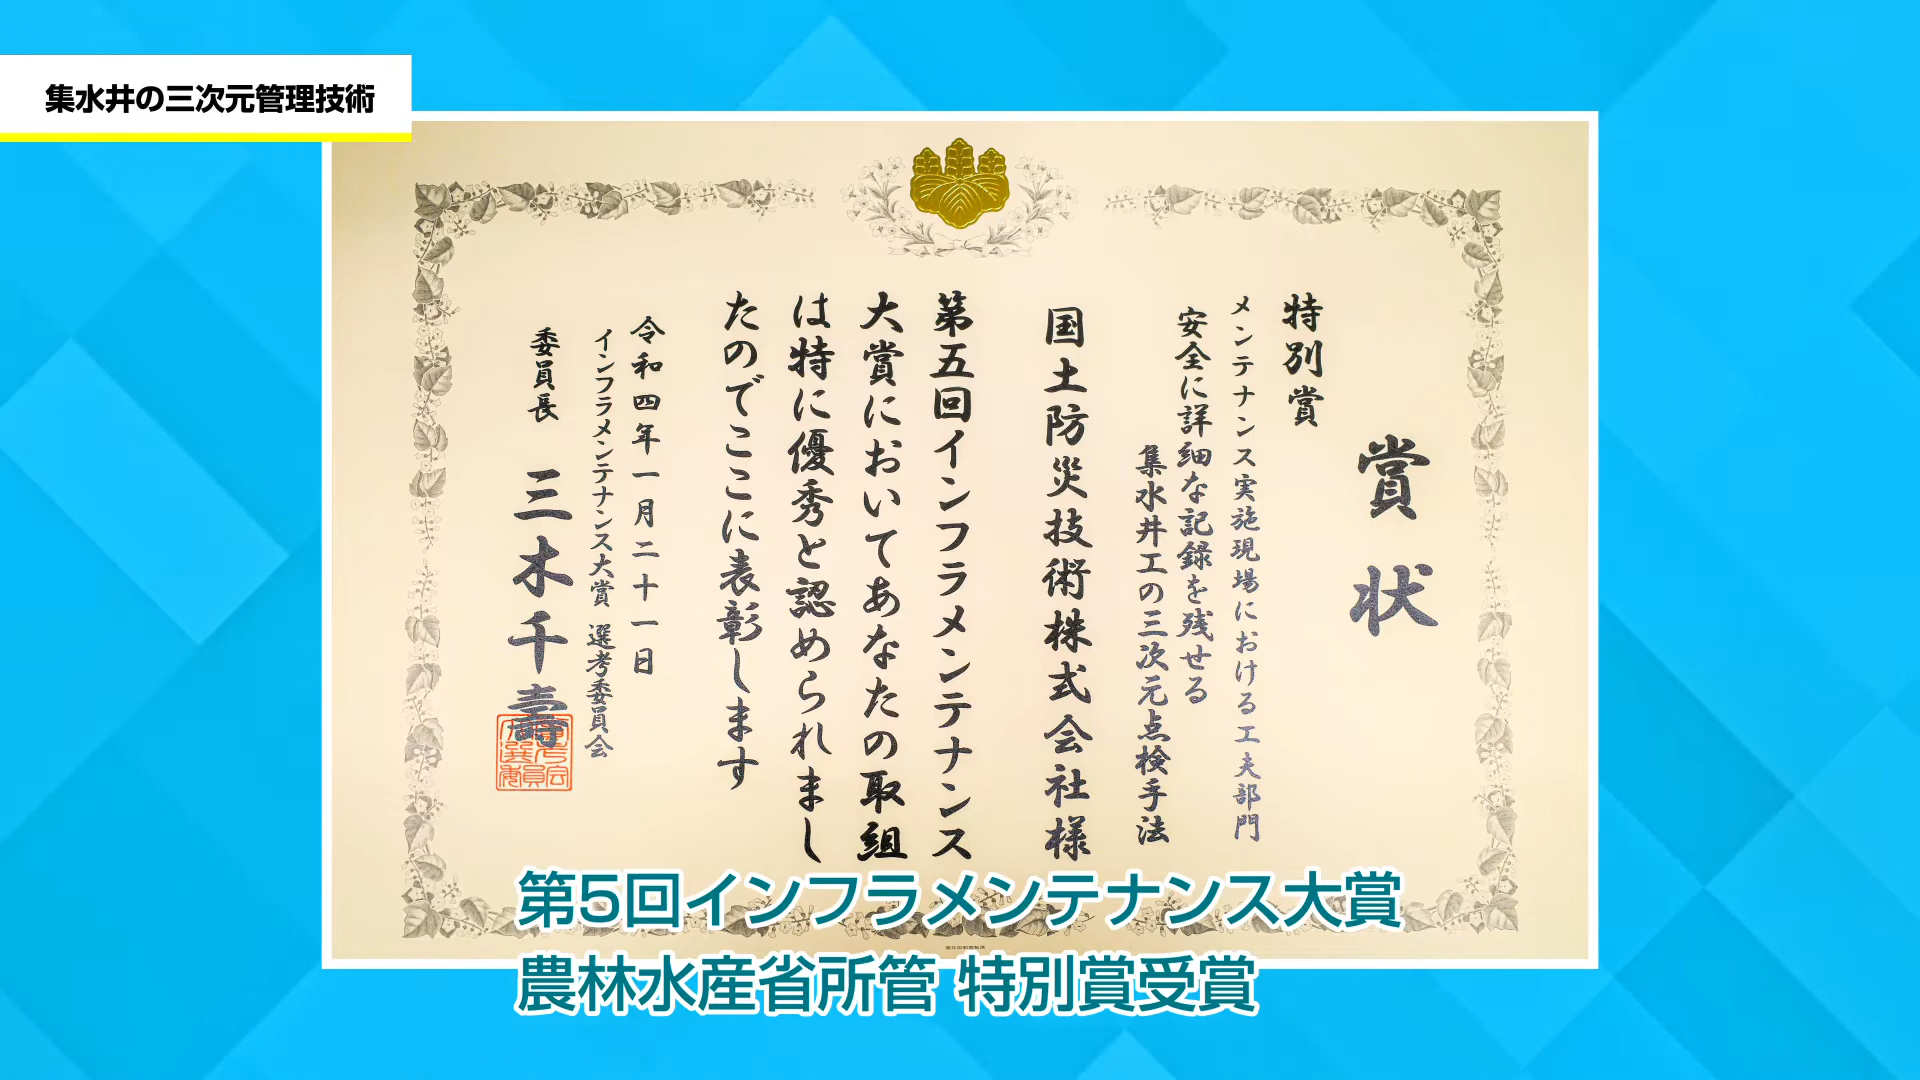 集水井の三次元管理技術
賞状
特別賞
メンテナンス実施現場における工夫部門
安全に詳細な記録を残せる
集水井工の三次元点検手法
国土防災技術株式会社様
第五回インフラメンテナンス
大賞においてあなたの取組
は特に優秀と認められまし
たのでここに表彰します
令和四年一月二十一日
インフラメンテナンス大賞 選考委員会
委員長 三木千壽
第5回インフラメンテナンス大賞
農林水産省所管 特別賞受賞